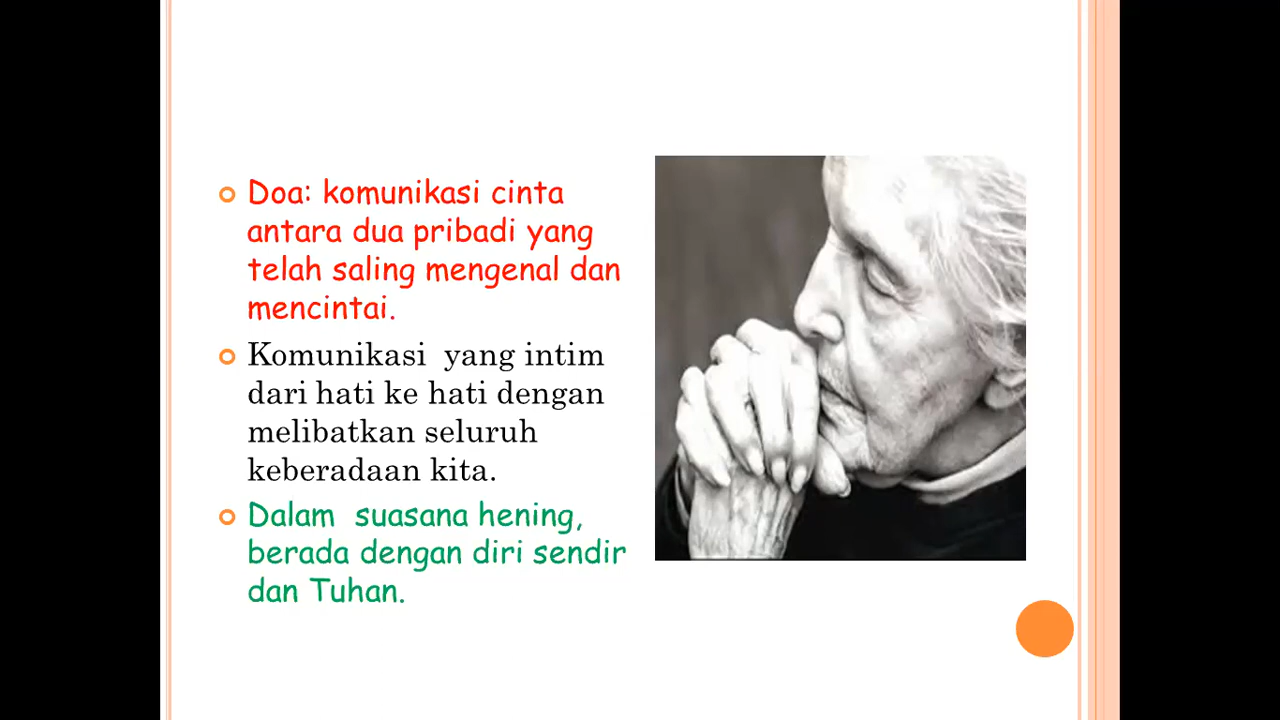 Doa: komunikasi cinta
antara dua pribadi yang
telah saling mengenal dan
mencintai.
Komunikasi yang intim
dari hati ke hati dengan
melibatkan seluruh
keberadaan kita.
Dalam suasana hening,
berada dengan diri sendir
dan Tuhan.